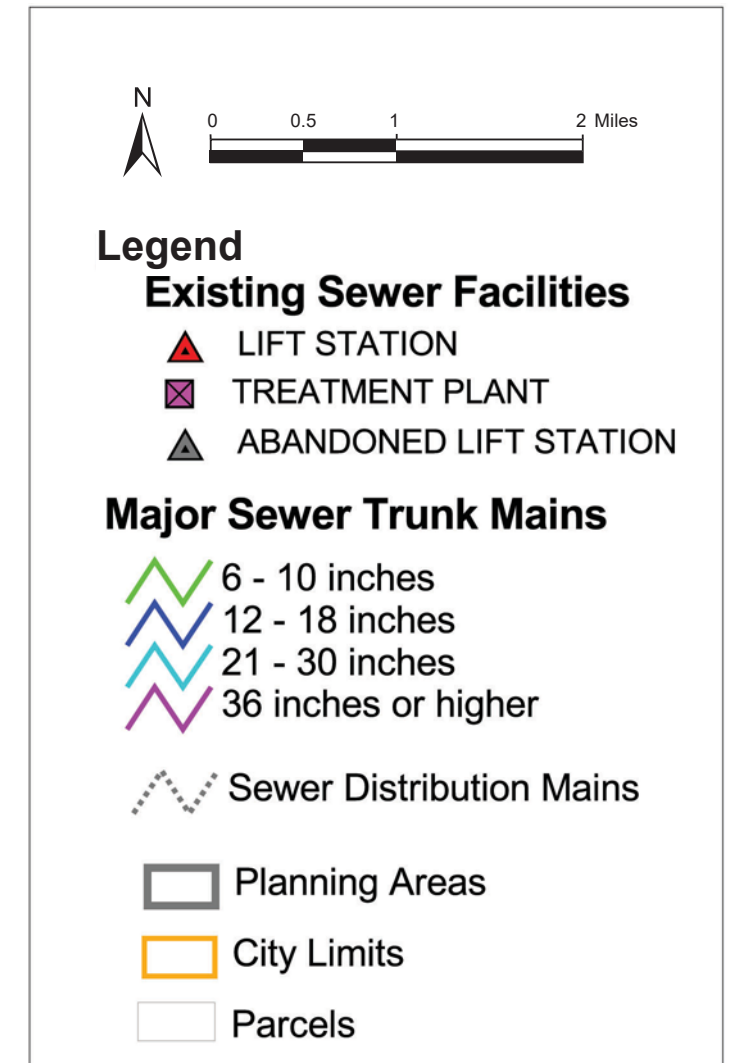 N
0 0.5 1 2 Miles
Legend
Existing Sewer Facilities
LIFT STATION
TREATMENT PLANT
ABANDONED LIFT STATION
Major Sewer Trunk Mains
6 - 10 inches
12 - 18 inches
21 - 30 inches
36 inches or higher
Sewer Distribution Mains
Planning Areas
City Limits
Parcels